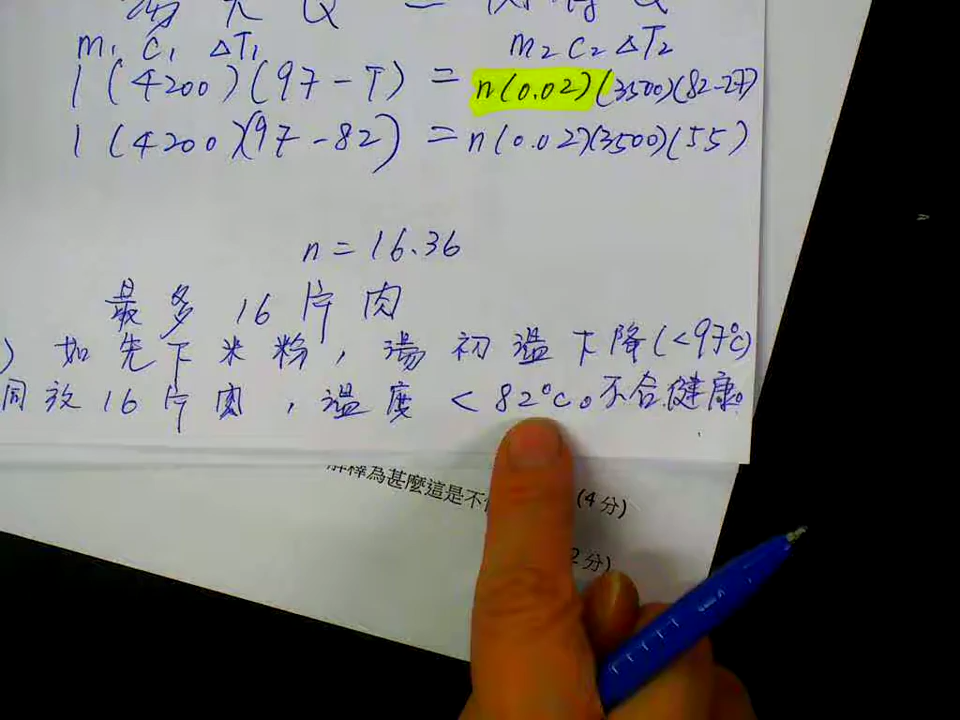 失 Q = 得 Q
m₁ c₁ ΔT₁ m₂ c₂ ΔT₂
1 (4200)(97-T) = n(0.02)(3500)(82-27)
1 (4200)(97-82) = n(0.02)(3500)(55)
n = 16.36
最多 16 片肉
) 如先下米粉，湯初溫下降(<97℃)
同放 16 片肉，溫度 < 82℃。不合健康。
解釋為甚麼這是不 (4 分)
2 分)